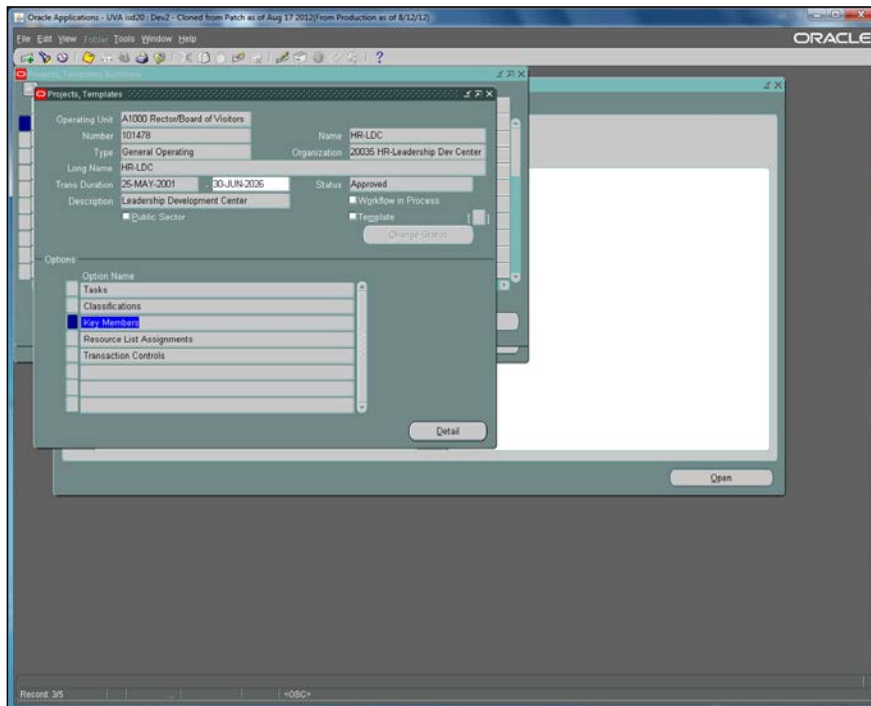 Oracle Applications - UVA isd20 : Dev2 - Cloned from Patch as of Aug 17 2012(From Production as of 8/12/12)
File Edit View Folder Tools Window Help
ORACLE
Projects, Templates Summary
Projects, Templates
Operating Unit A1000 Rector/Board of Visitors
Number 101478 Name HR-LDC
Type General Operating Organization 20035 HR-Leadership Dev Center
Long Name HR-LDC
Trans Duration 25-MAY-2001 - 30-JUN-2026 Status Approved
Description Leadership Development Center Workflow in Process
Public Sector Template [ ]
Change Status
Options
Option Name
Tasks
Classifications
Key Members
Resource List Assignments
Transaction Controls
Detail
Open
Record: 3/5 ... <OSC>